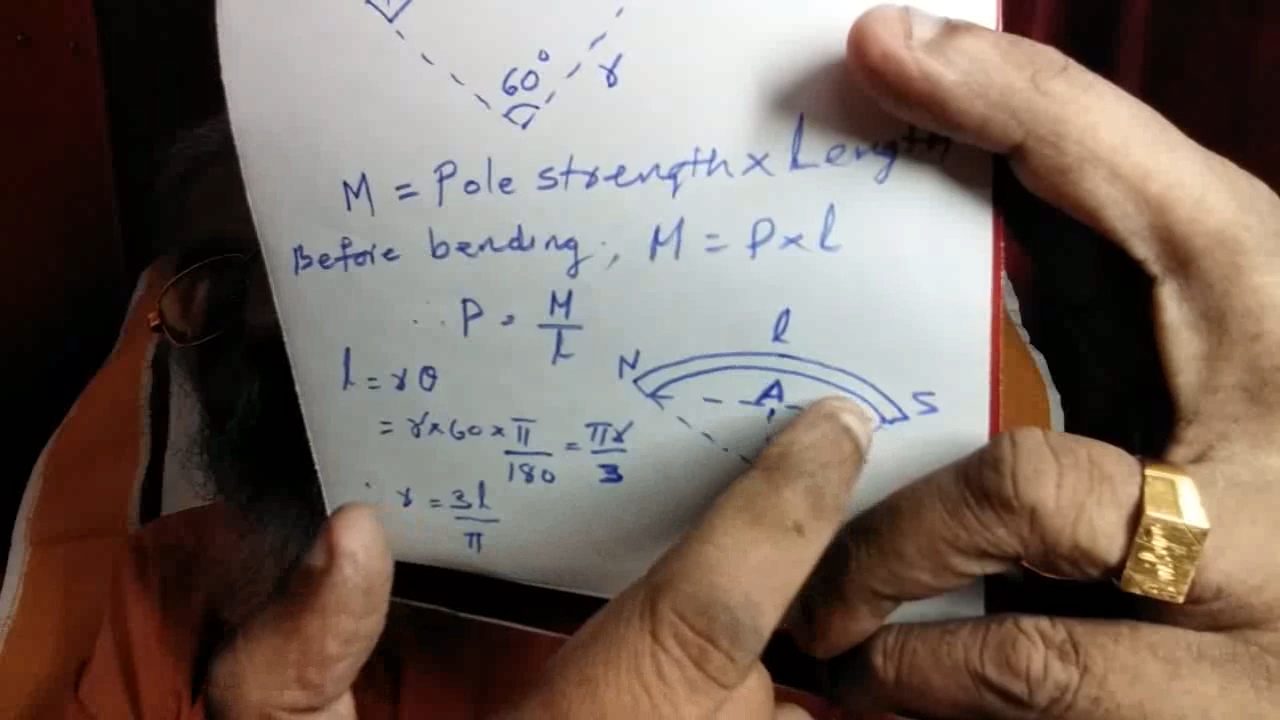 60° r
M = Pole strength x Length
Before bending, M = P x l
∴ P = M/l
l
N
A
S
l = rθ
= r x 60 x π/180 = πr/3
∴ r = 3l/π